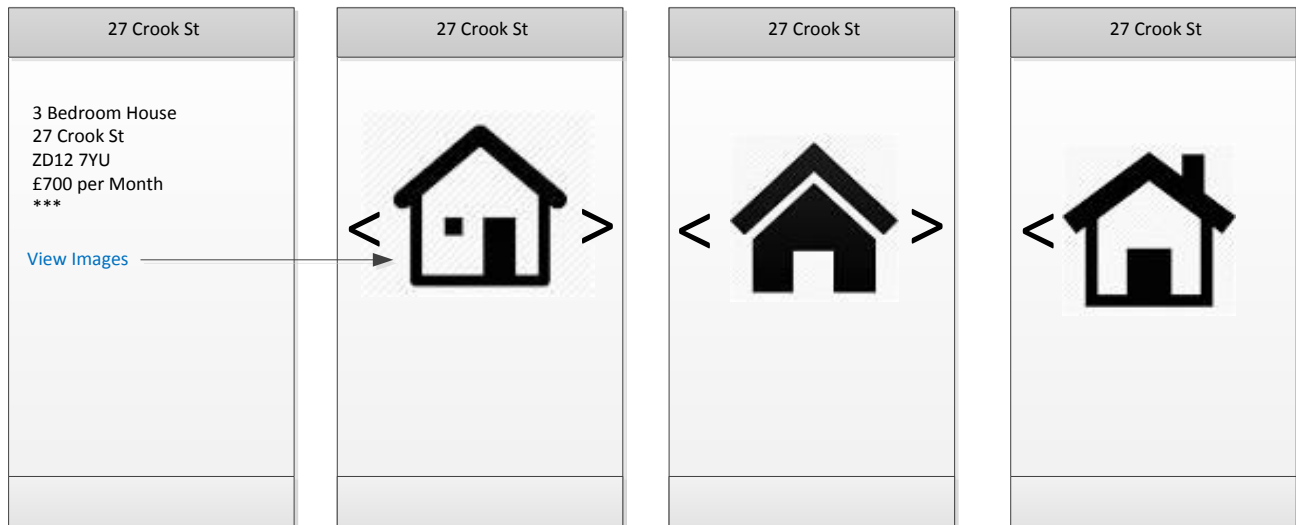 27 Crook St
3 Bedroom House
27 Crook St
ZD12 7YU
£700 per Month
***
View Images
27 Crook St
< >
27 Crook St
< >
27 Crook St
<